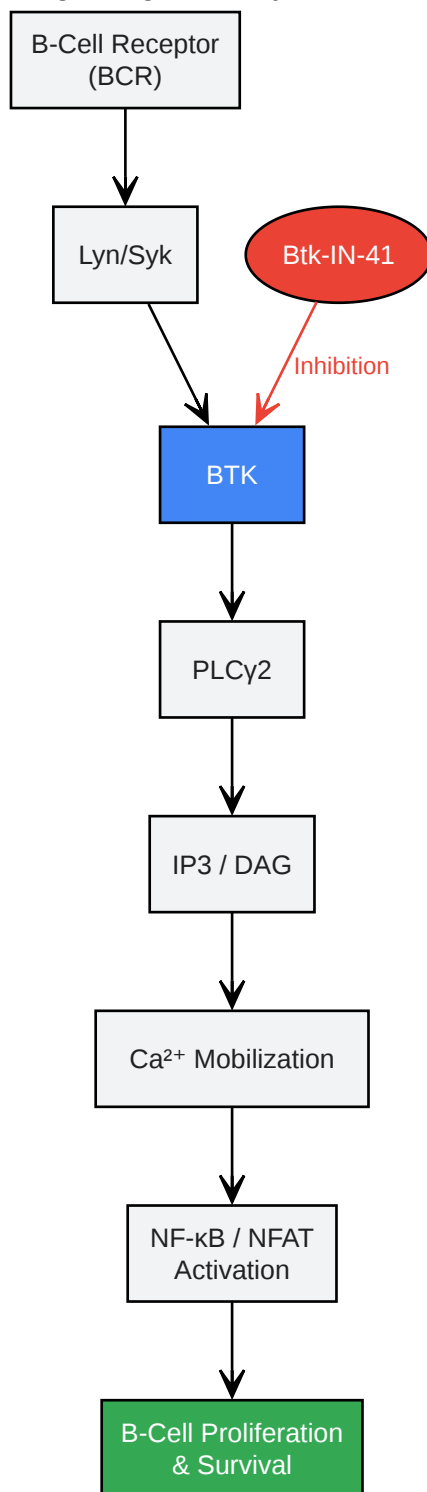 B-Cell Receptor
(BCR)
Lyn/Syk
Btk-IN-41
Inhibition
BTK
PLCγ2
IP3 / DAG
Ca²⁺ Mobilization
NF-κB / NFAT
Activation
B-Cell Proliferation
& Survival